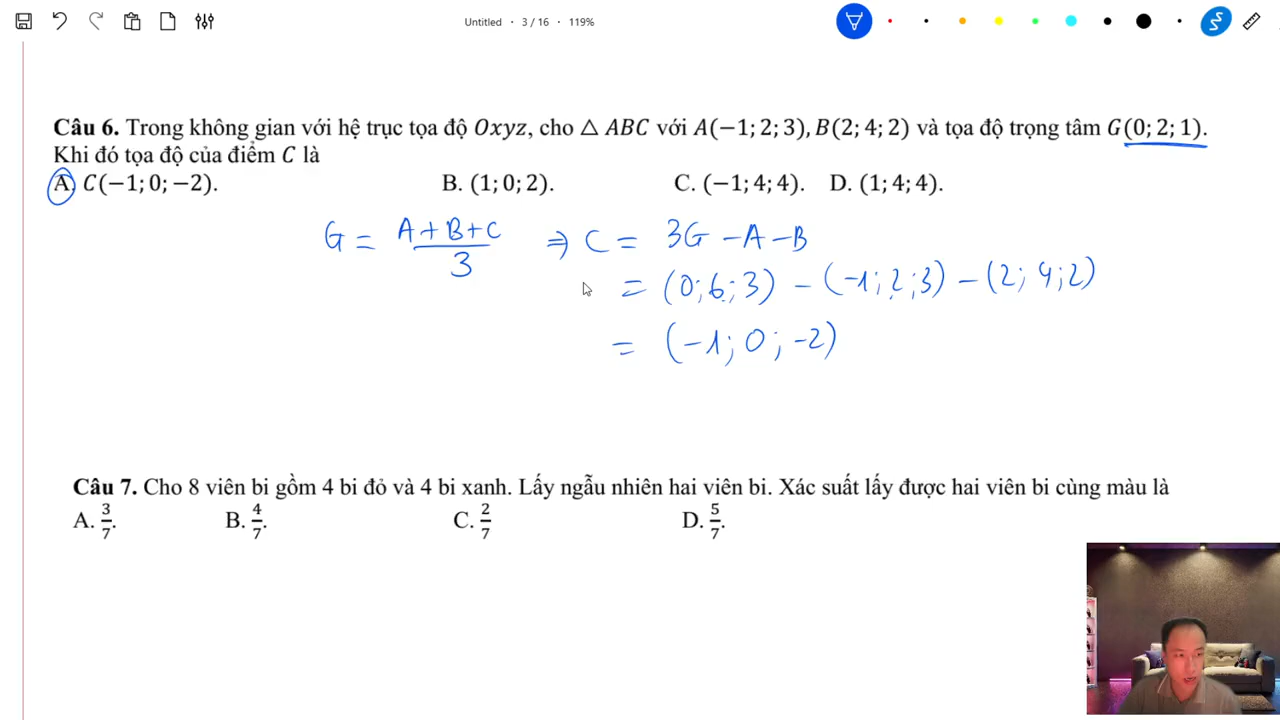 Untitled • 3 / 16 • 119%
Câu 6. Trong không gian với hệ trục tọa độ Oxyz, cho △ ABC với A(−1; 2; 3), B(2; 4; 2) và tọa độ trọng tâm G(0; 2; 1).
Khi đó tọa độ của điểm C là
A. C(−1; 0; −2). B. (1; 0; 2). C. (−1; 4; 4). D. (1; 4; 4).
G = A+B+C/3 ⇒ C = 3G − A − B
= (0; 6; 3) − (−1; 2; 3) − (2; 4; 2)
= (−1; 0; −2)
Câu 7. Cho 8 viên bi gồm 4 bi đỏ và 4 bi xanh. Lấy ngẫu nhiên hai viên bi. Xác suất lấy được hai viên bi cùng màu là
A. 3/7. B. 4/7. C. 2/7 D. 5/7.